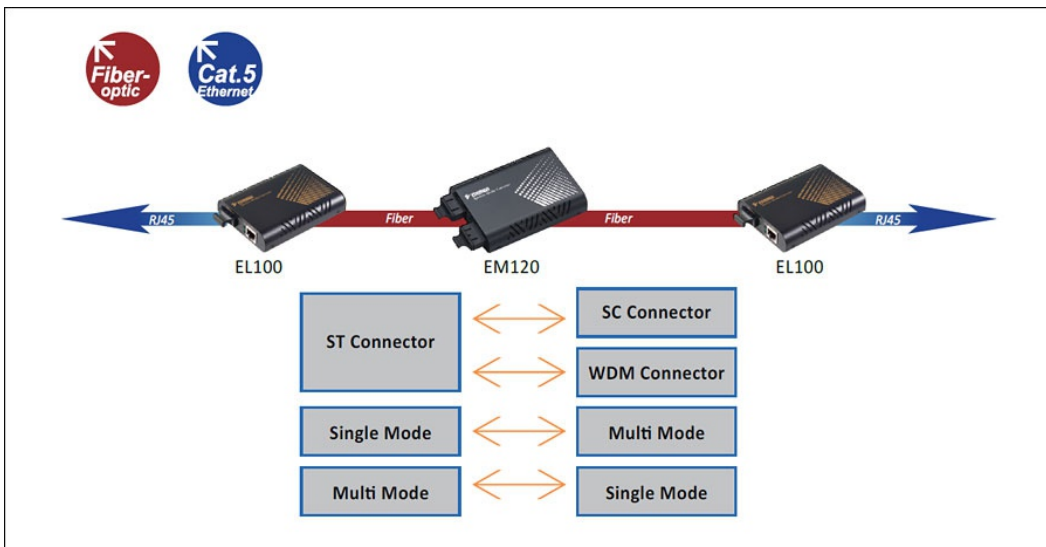 Fiber-
optic
Cat.5
Ethernet
RJ45
Fiber
Fiber
RJ45
EL100
EM120
EL100
ST Connector
SC Connector
WDM Connector
Single Mode
Multi Mode
Multi Mode
Single Mode